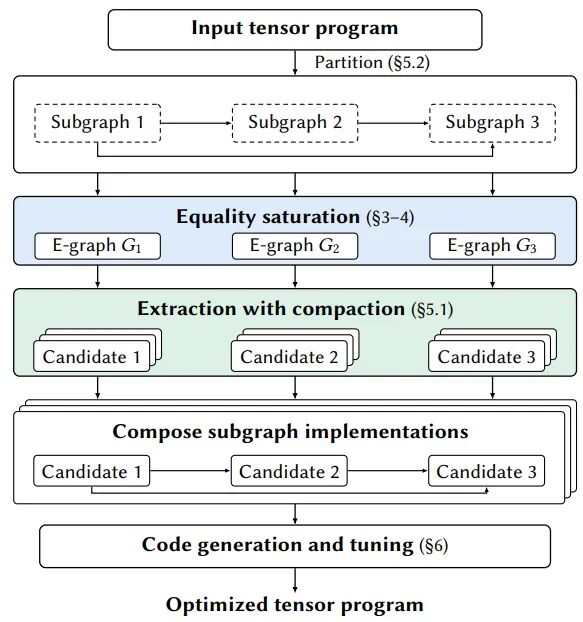 Input tensor program
Partition (§5.2)
Subgraph 1 Subgraph 2 Subgraph 3
Equality saturation (§3–4)
E-graph G₁ E-graph G₂ E-graph G₃
Extraction with compaction (§5.1)
Candidate 1 Candidate 2 Candidate 3
Compose subgraph implementations
Candidate 1 Candidate 2 Candidate 3
Code generation and tuning (§6)
Optimized tensor program